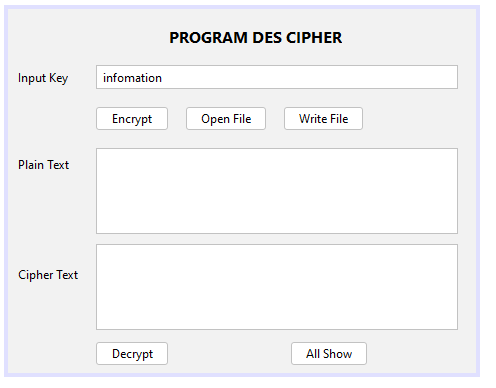 PROGRAM DES CIPHER
Input Key
infomation
Encrypt
Open File
Write File
Plain Text
Cipher Text
Decrypt
All Show